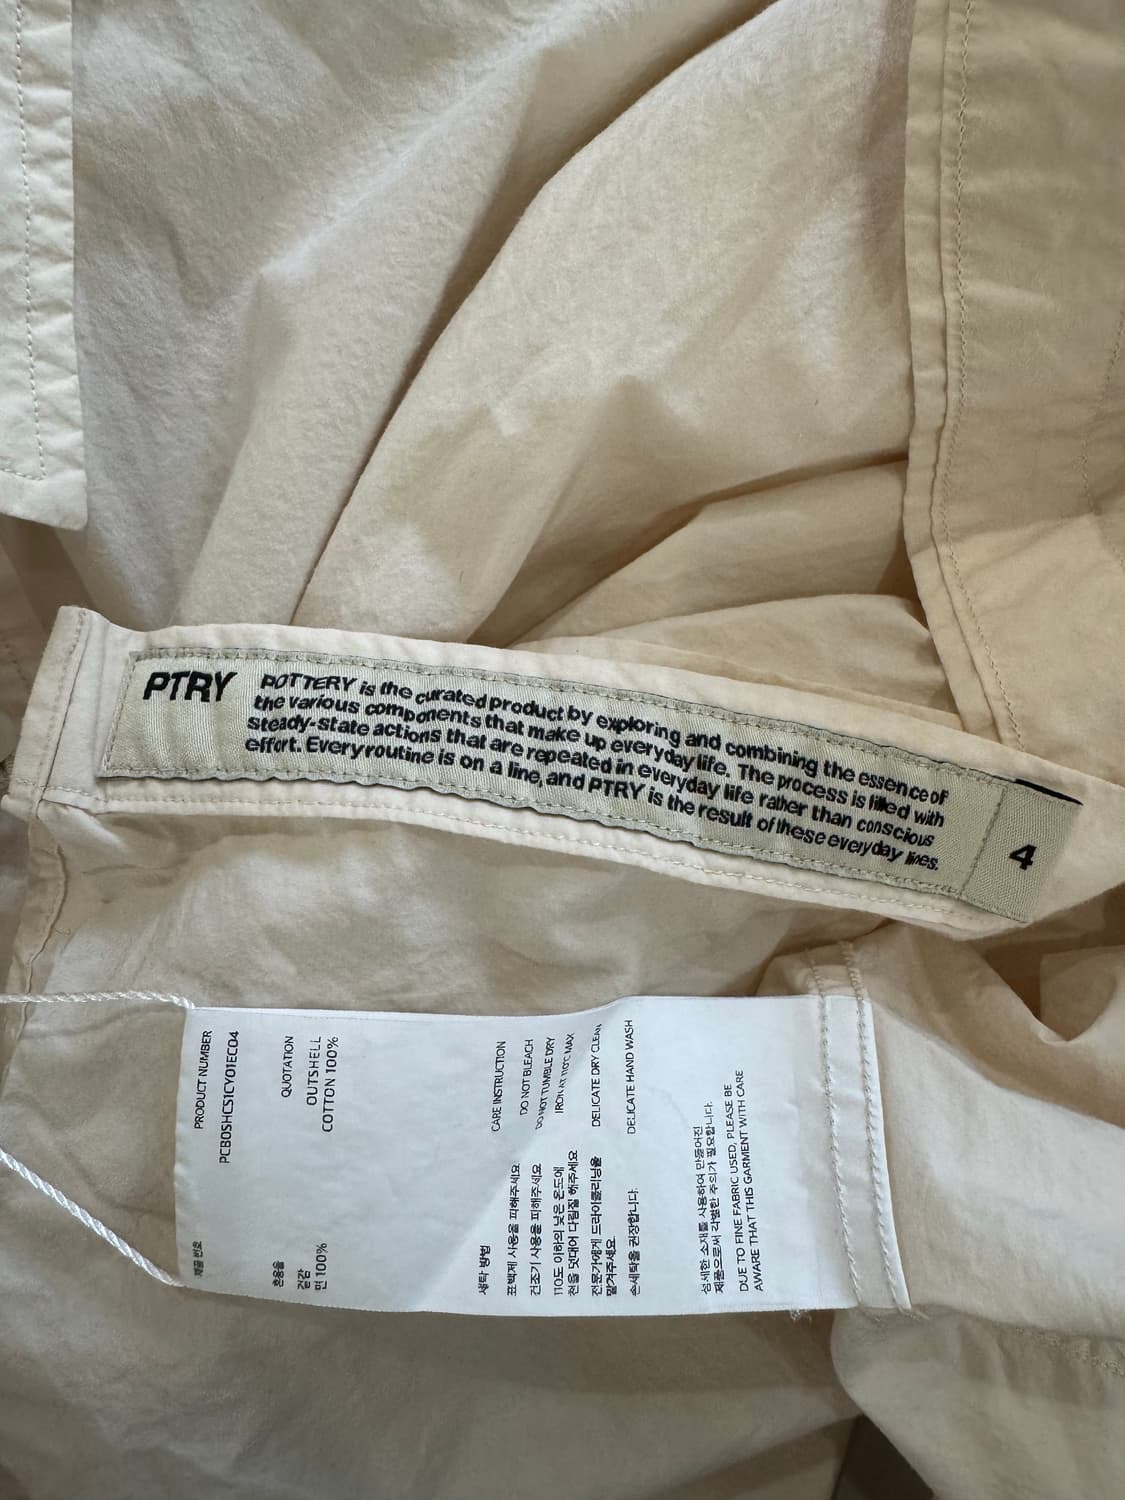 PTRY
POTTERY is the curated product by exploring and combining the essence of
the various components that make up everyday life. The process is filled with
steady-state actions that are repeated in everyday life rather than conscious
effort. Every routine is on a line, and PTRY is the result of these everyday lines.
4
제품 번호 PRODUCT NUMBER
PCB0SHCS1CY01EC04
혼용율 QUOTATION
겉감 OUTSHELL
면 100% COTTON 100%
세탁 방법 CARE INSTRUCTION
표백제 사용을 피해주세요 DO NOT BLEACH
건조기 사용을 피해주세요 DO NOT TUMBLE DRY
110도 이하의 낮은 온도에 IRON AT 110°C MAX
천을 덧대어 다림질 해주세요
전문가에게 드라이클리닝을 DELICATE DRY CLEAN
맡겨주세요
손세탁을 권장합니다. DELICATE HAND WASH
섬세한 소재를 사용하여 만들어진
제품으로써 각별한 주의가 필요합니다.
DUE TO FINE FABRIC USED, PLEASE BE
AWARE THAT THIS GARMENT WITH CARE